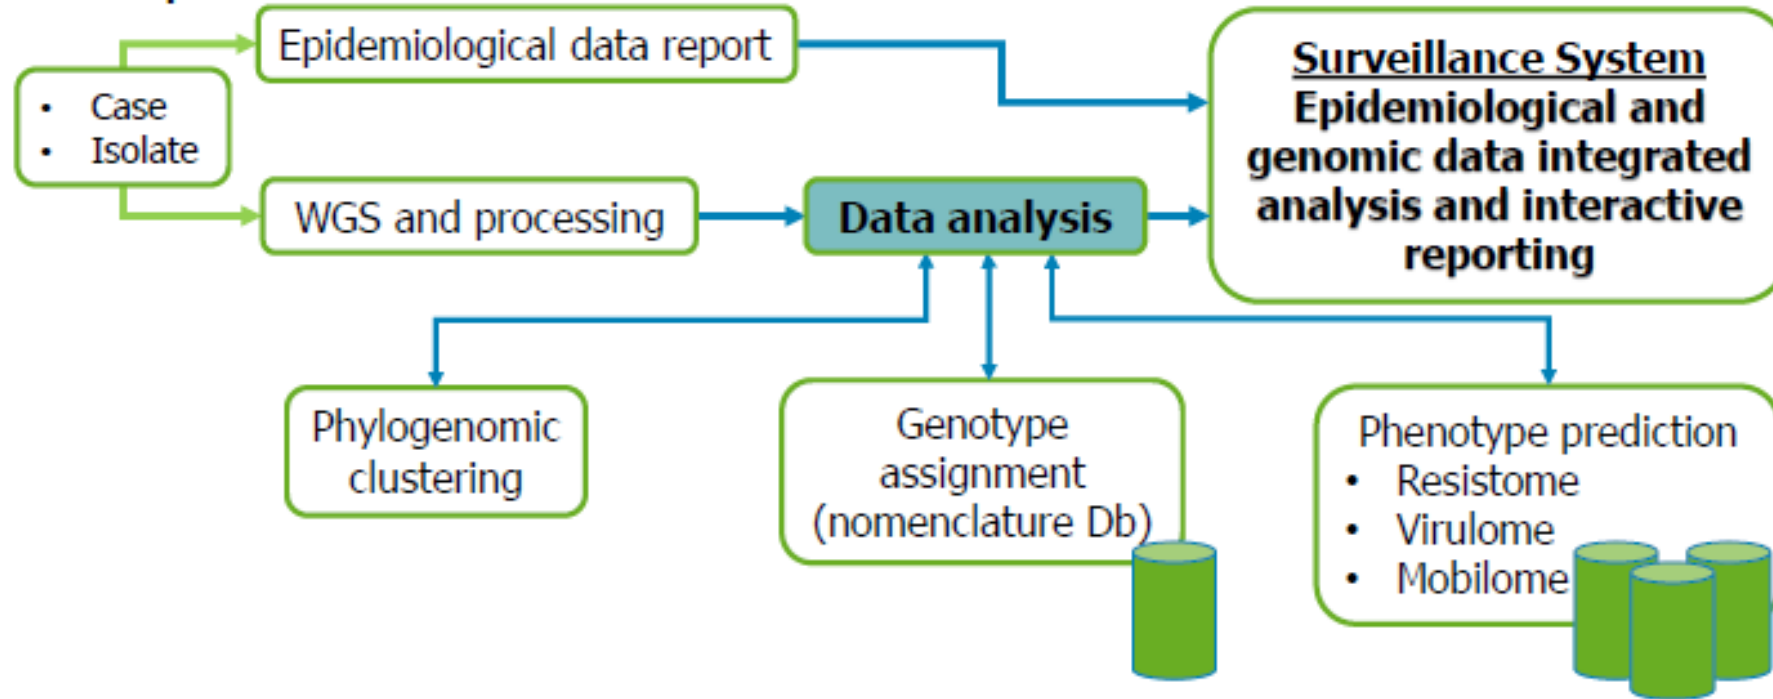 Epidemiological data report
• Case
• Isolate
WGS and processing
Data analysis
Surveillance System
Epidemiological and
genomic data integrated
analysis and interactive
reporting
Phylogenomic
clustering
Genotype
assignment
(nomenclature Db)
Phenotype prediction
• Resistome
• Virulome
• Mobilome